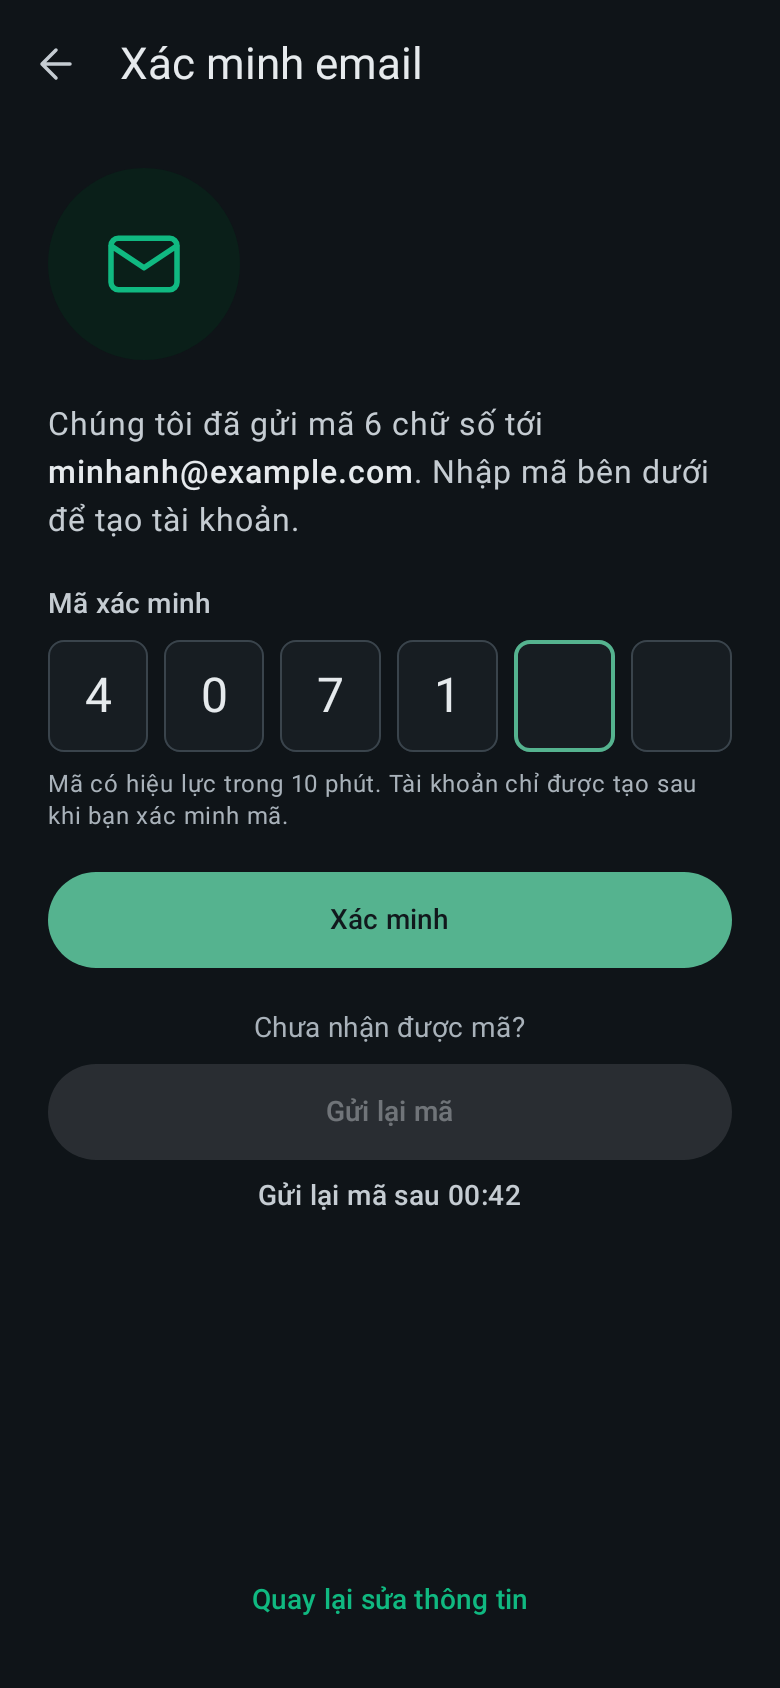 Xác minh email
Chúng tôi đã gửi mã 6 chữ số tới
minhanh@example.com. Nhập mã bên dưới
để tạo tài khoản.
Mã xác minh
4 0 7 1
Mã có hiệu lực trong 10 phút. Tài khoản chỉ được tạo sau
khi bạn xác minh mã.
Xác minh
Chưa nhận được mã?
Gửi lại mã
Gửi lại mã sau 00:42
Quay lại sửa thông tin